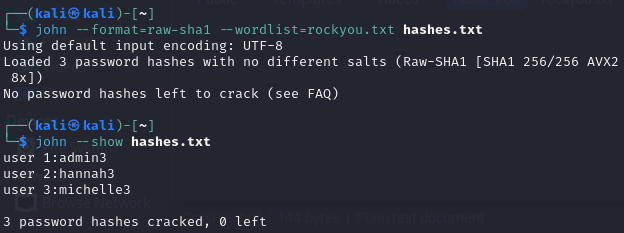 ┌──(kali㉿kali)-[~]
└─$ john --format=raw-sha1 --wordlist=rockyou.txt hashes.txt
Using default input encoding: UTF-8
Loaded 3 password hashes with no different salts (Raw-SHA1 [SHA1 256/256 AVX2
 8x])
No password hashes left to crack (see FAQ)
┌──(kali㉿kali)-[~]
└─$ john --show hashes.txt
user 1:admin3
user 2:hannah3
user 3:michelle3
3 password hashes cracked, 0 left